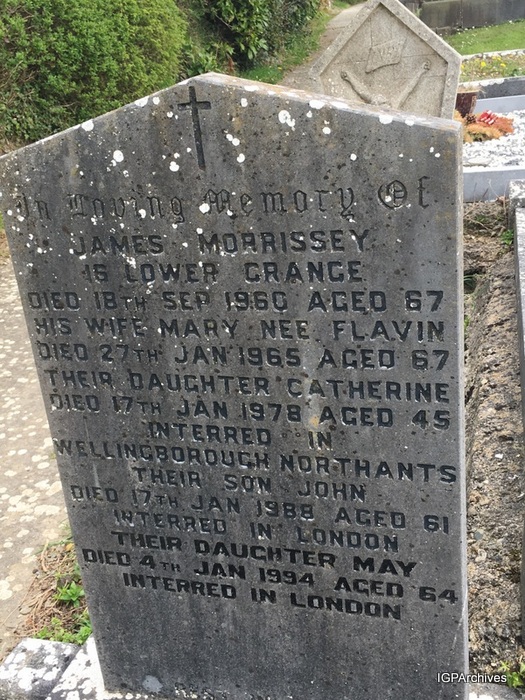 In Loving Memory Of
JAMES MORRISSEY
16 LOWER GRANGE
DIED 18TH SEP 1960 AGED 67
HIS WIFE MARY NEE FLAVIN
DIED 27TH JAN 1965 AGED 67
THEIR DAUGHTER CATHERINE
DIED 17TH JAN 1978 AGED 45
INTERRED IN
WELLINGBOROUGH NORTHANTS
THEIR SON JOHN
DIED 17TH JAN 1988 AGED 61
INTERRED IN LONDON
THEIR DAUGHTER MAY
DIED 4TH JAN 1994 AGED 64
INTERRED IN LONDON
IGPArchives